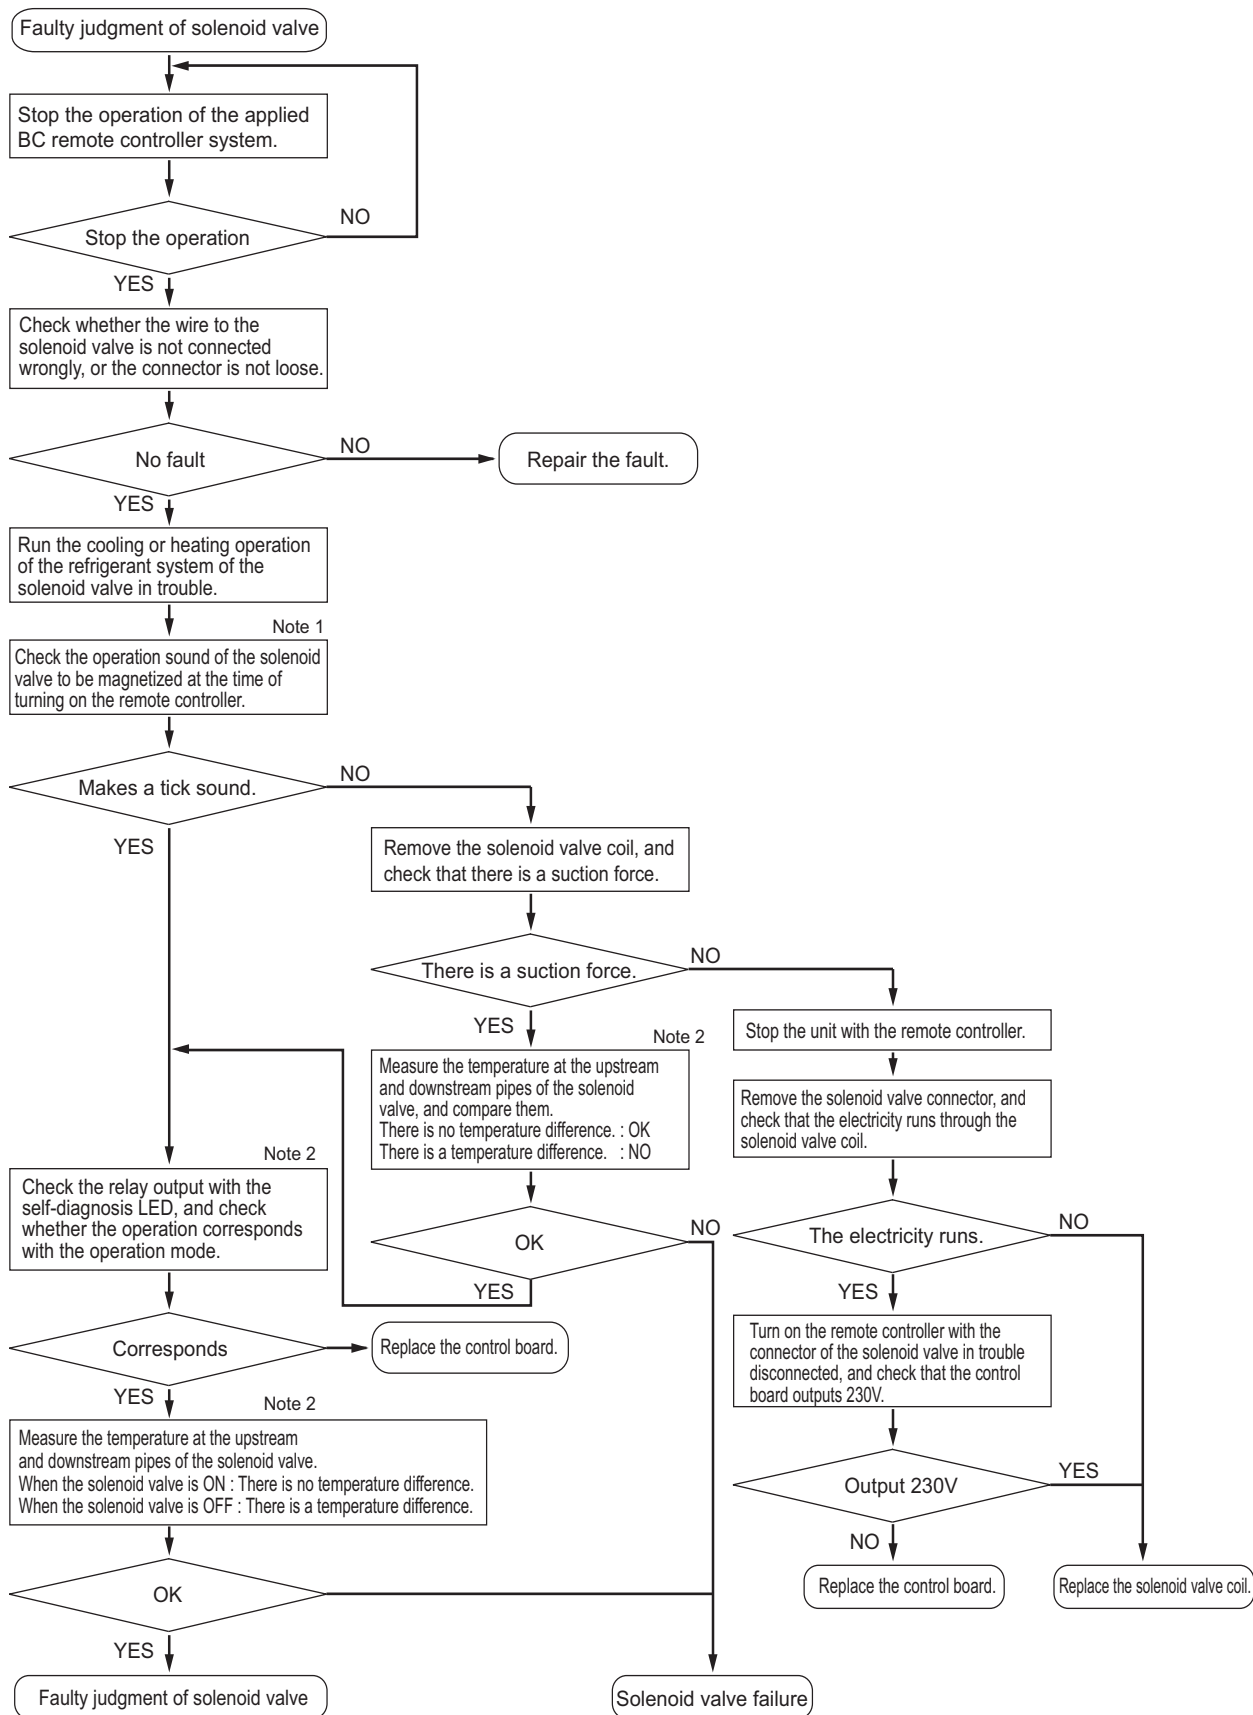 Faulty judgment of solenoid valve
Stop the operation of the applied
BC remote controller system.
Stop the operation
NO
YES
Check whether the wire to the
solenoid valve is not connected
wrongly, or the connector is not loose.
No fault
NO
Repair the fault.
YES
Run the cooling or heating operation
of the refrigerant system of the
solenoid valve in trouble.
Note 1
Check the operation sound of the solenoid
valve to be magnetized at the time of
turning on the remote controller.
Makes a tick sound.
NO
YES
Remove the solenoid valve coil, and
check that there is a suction force.
There is a suction force.
NO
YES
Note 2
Measure the temperature at the upstream
and downstream pipes of the solenoid
valve, and compare them.
There is no temperature difference. : OK
There is a temperature difference. : NO
OK
NO
YES
Stop the unit with the remote controller.
Remove the solenoid valve connector, and
check that the electricity runs through the
solenoid valve coil.
The electricity runs.
NO
YES
Turn on the remote controller with the
connector of the solenoid valve in trouble
disconnected, and check that the control
board outputs 230V.
Output 230V
YES
NO
Replace the control board.
Replace the solenoid valve coil.
Note 2
Check the relay output with the
self-diagnosis LED, and check
whether the operation corresponds
with the operation mode.
Corresponds
Replace the control board.
YES
Note 2
Measure the temperature at the upstream
and downstream pipes of the solenoid valve.
When the solenoid valve is ON : There is no temperature difference.
When the solenoid valve is OFF : There is a temperature difference.
OK
YES
Faulty judgment of solenoid valve
Solenoid valve failure